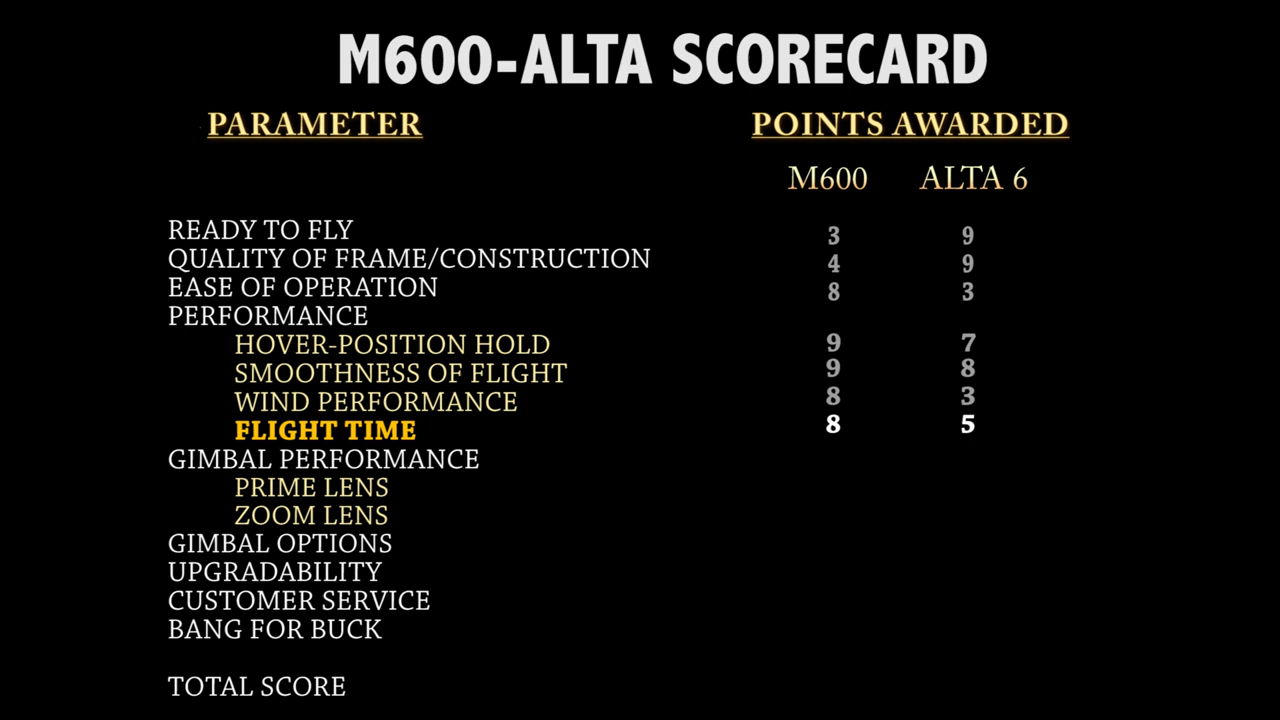 M600-ALTA SCORECARD
PARAMETER POINTS AWARDED
M600 ALTA 6
READY TO FLY 3 9
QUALITY OF FRAME/CONSTRUCTION 4 9
EASE OF OPERATION 8 3
PERFORMANCE
HOVER-POSITION HOLD 9 7
SMOOTHNESS OF FLIGHT 9 8
WIND PERFORMANCE 8 3
FLIGHT TIME 8 5
GIMBAL PERFORMANCE
PRIME LENS
ZOOM LENS
GIMBAL OPTIONS
UPGRADABILITY
CUSTOMER SERVICE
BANG FOR BUCK
TOTAL SCORE